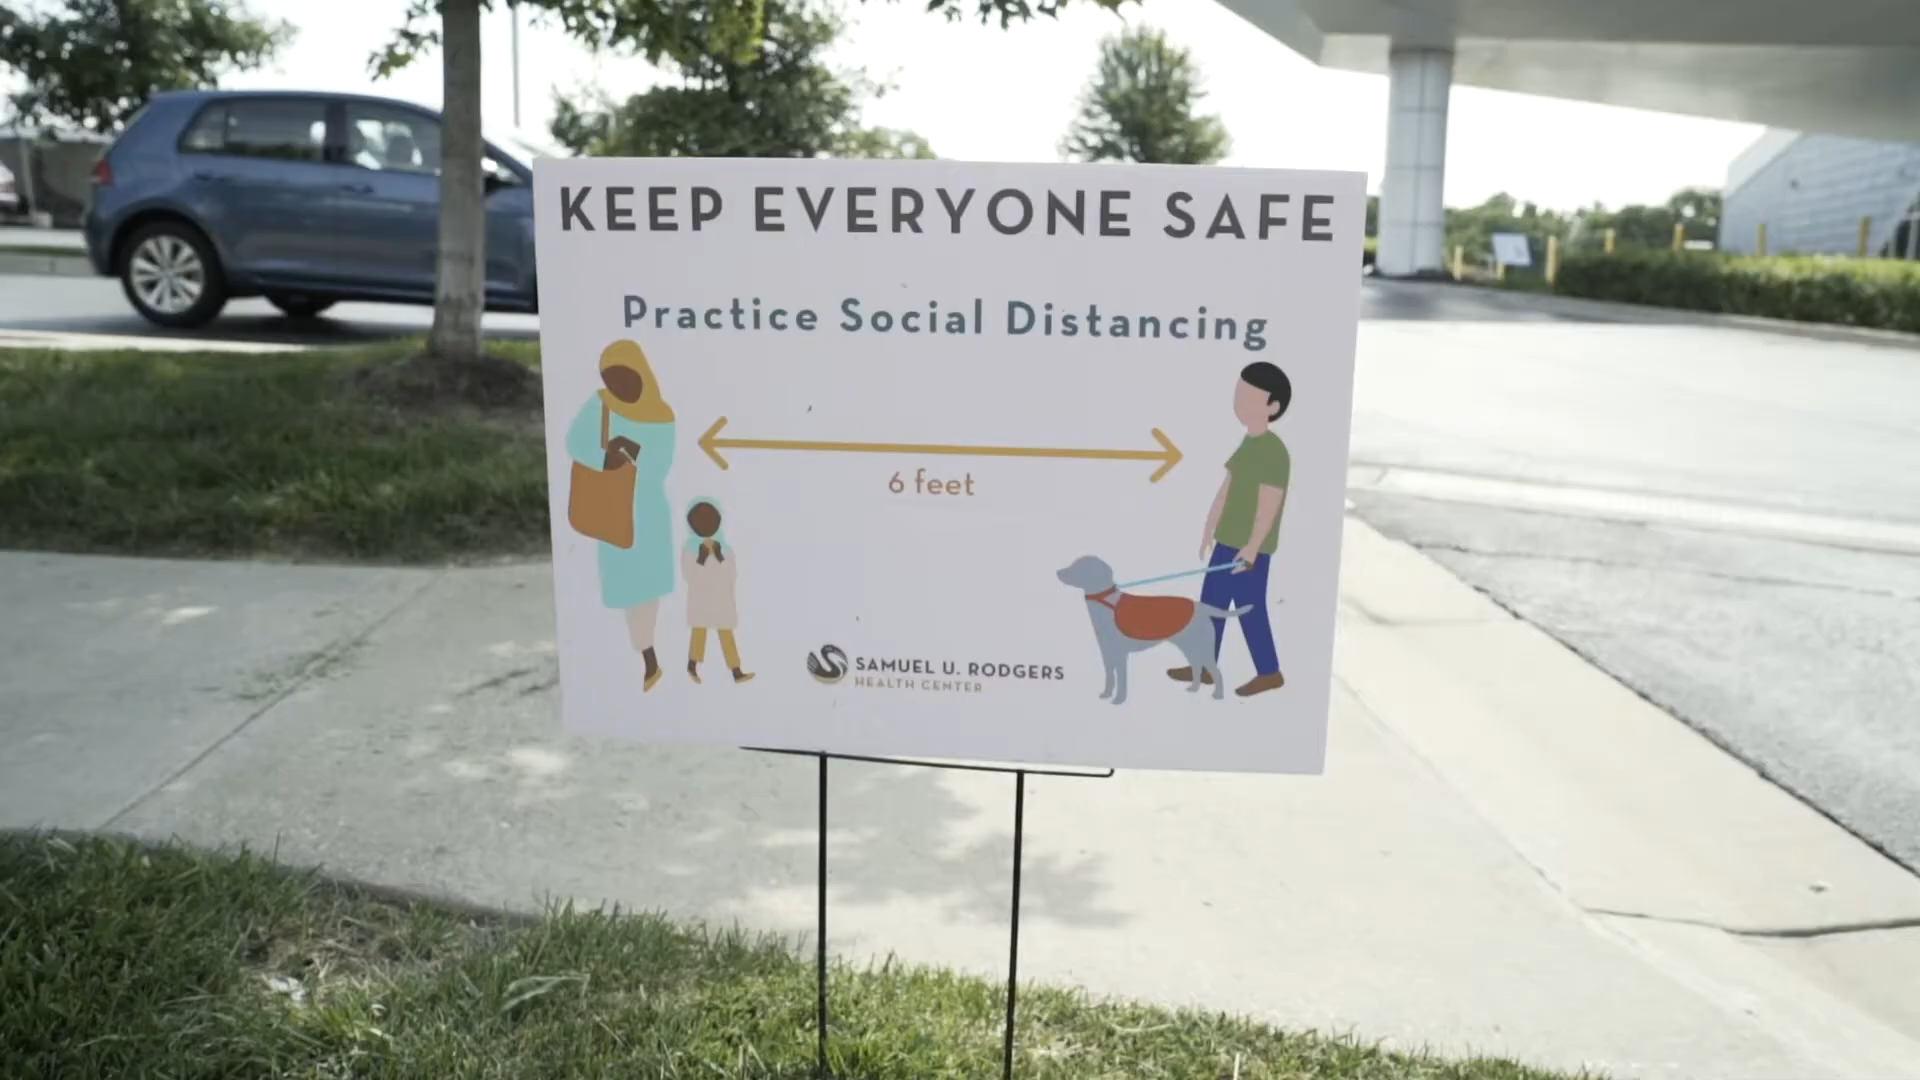 KEEP EVERYONE SAFE
Practice Social Distancing
6 feet
SAMUEL U. RODGERS
HEALTH CENTER